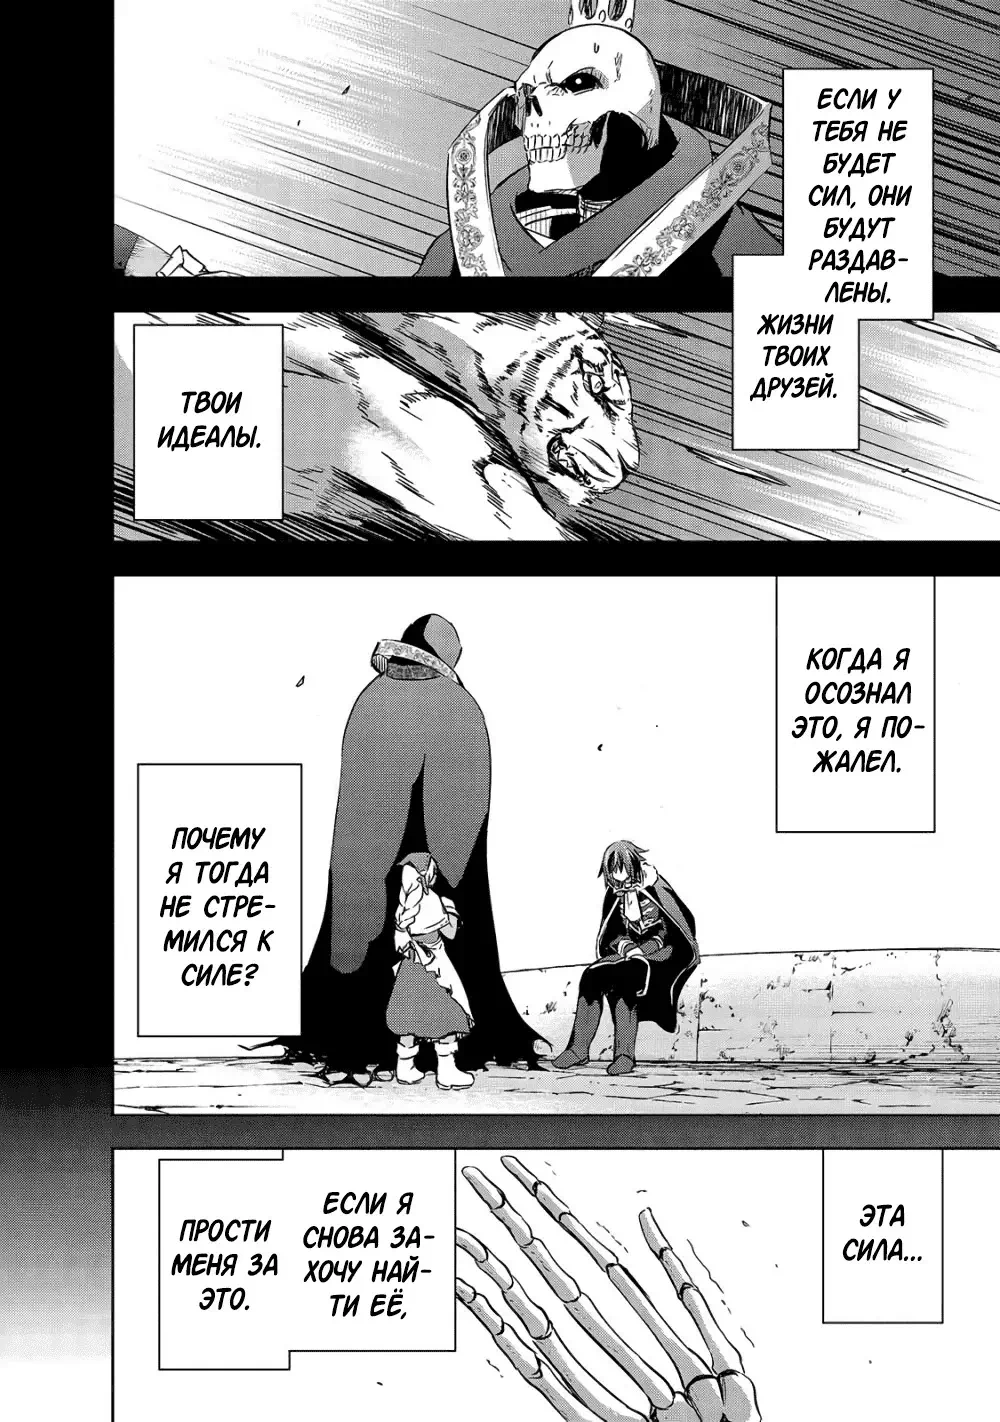 ЕСЛИ У
ТЕБЯ НЕ
БУДЕТ
СИЛ, ОНИ
БУДУТ
РАЗДАВ-
ЛЕНЫ.
ЖИЗНИ
ТВОИХ
ДРУЗЕЙ.
ТВОИ
ИДЕАЛЫ.
КОГДА Я
ОСОЗНАЛ
ЭТО, Я ПО-
ЖАЛЕЛ.
ПОЧЕМУ
Я ТОГДА
НЕ СТРЕ-
МИЛСЯ К
СИЛЕ?
ЭТА
СИЛА...
ЕСЛИ Я
СНОВА ЗА-
ХОЧУ НАЙ-
ТИ ЕЁ,
ПРОСТИ
МЕНЯ ЗА
ЭТО.